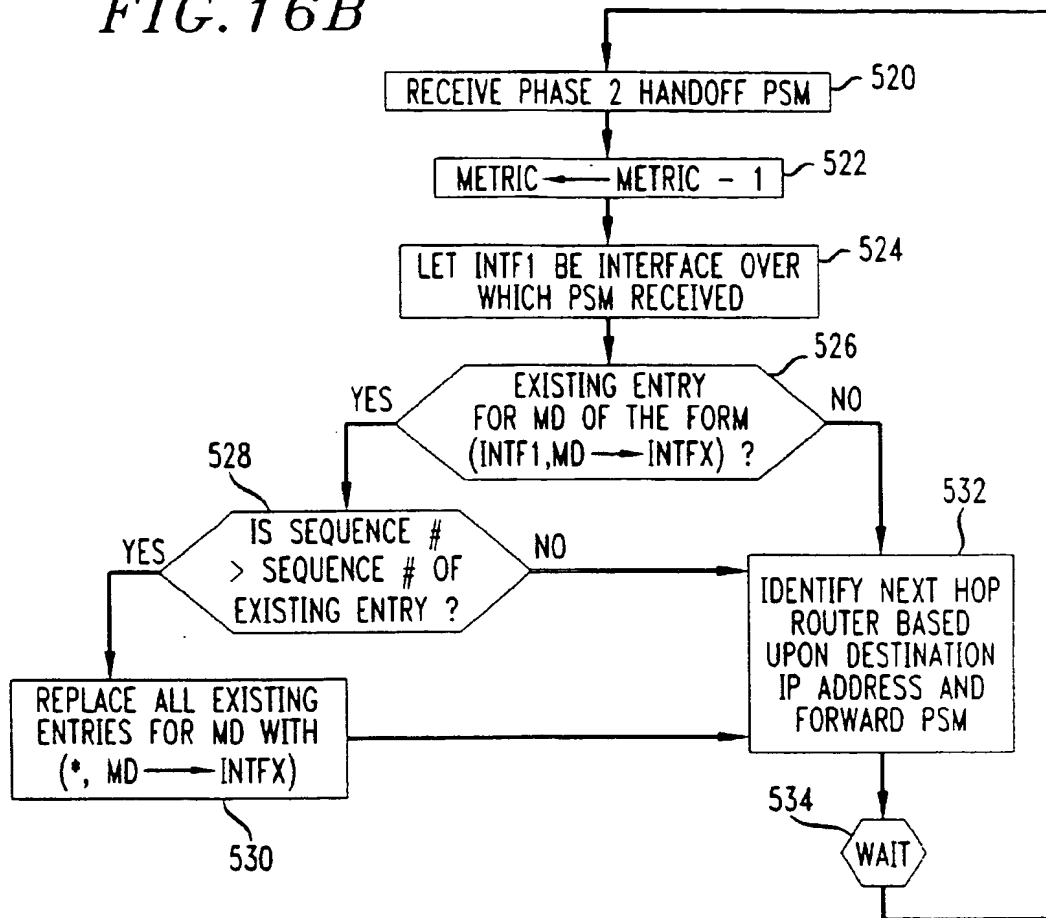 FIG. 16B
RECEIVE PHASE 2 HANDOFF PSM
520
METRIC ← METRIC - 1
522
LET INTF1 BE INTERFACE OVER
WHICH PSM RECEIVED
524
EXISTING ENTRY
FOR MD OF THE FORM
(INTF1,MD → INTFX) ?
526
YES
NO
528
IS SEQUENCE #
> SEQUENCE # OF
EXISTING ENTRY ?
YES
NO
532
IDENTIFY NEXT HOP
ROUTER BASED
UPON DESTINATION
IP ADDRESS AND
FORWARD PSM
REPLACE ALL EXISTING
ENTRIES FOR MD WITH
(*, MD → INTFX)
530
534
WAIT